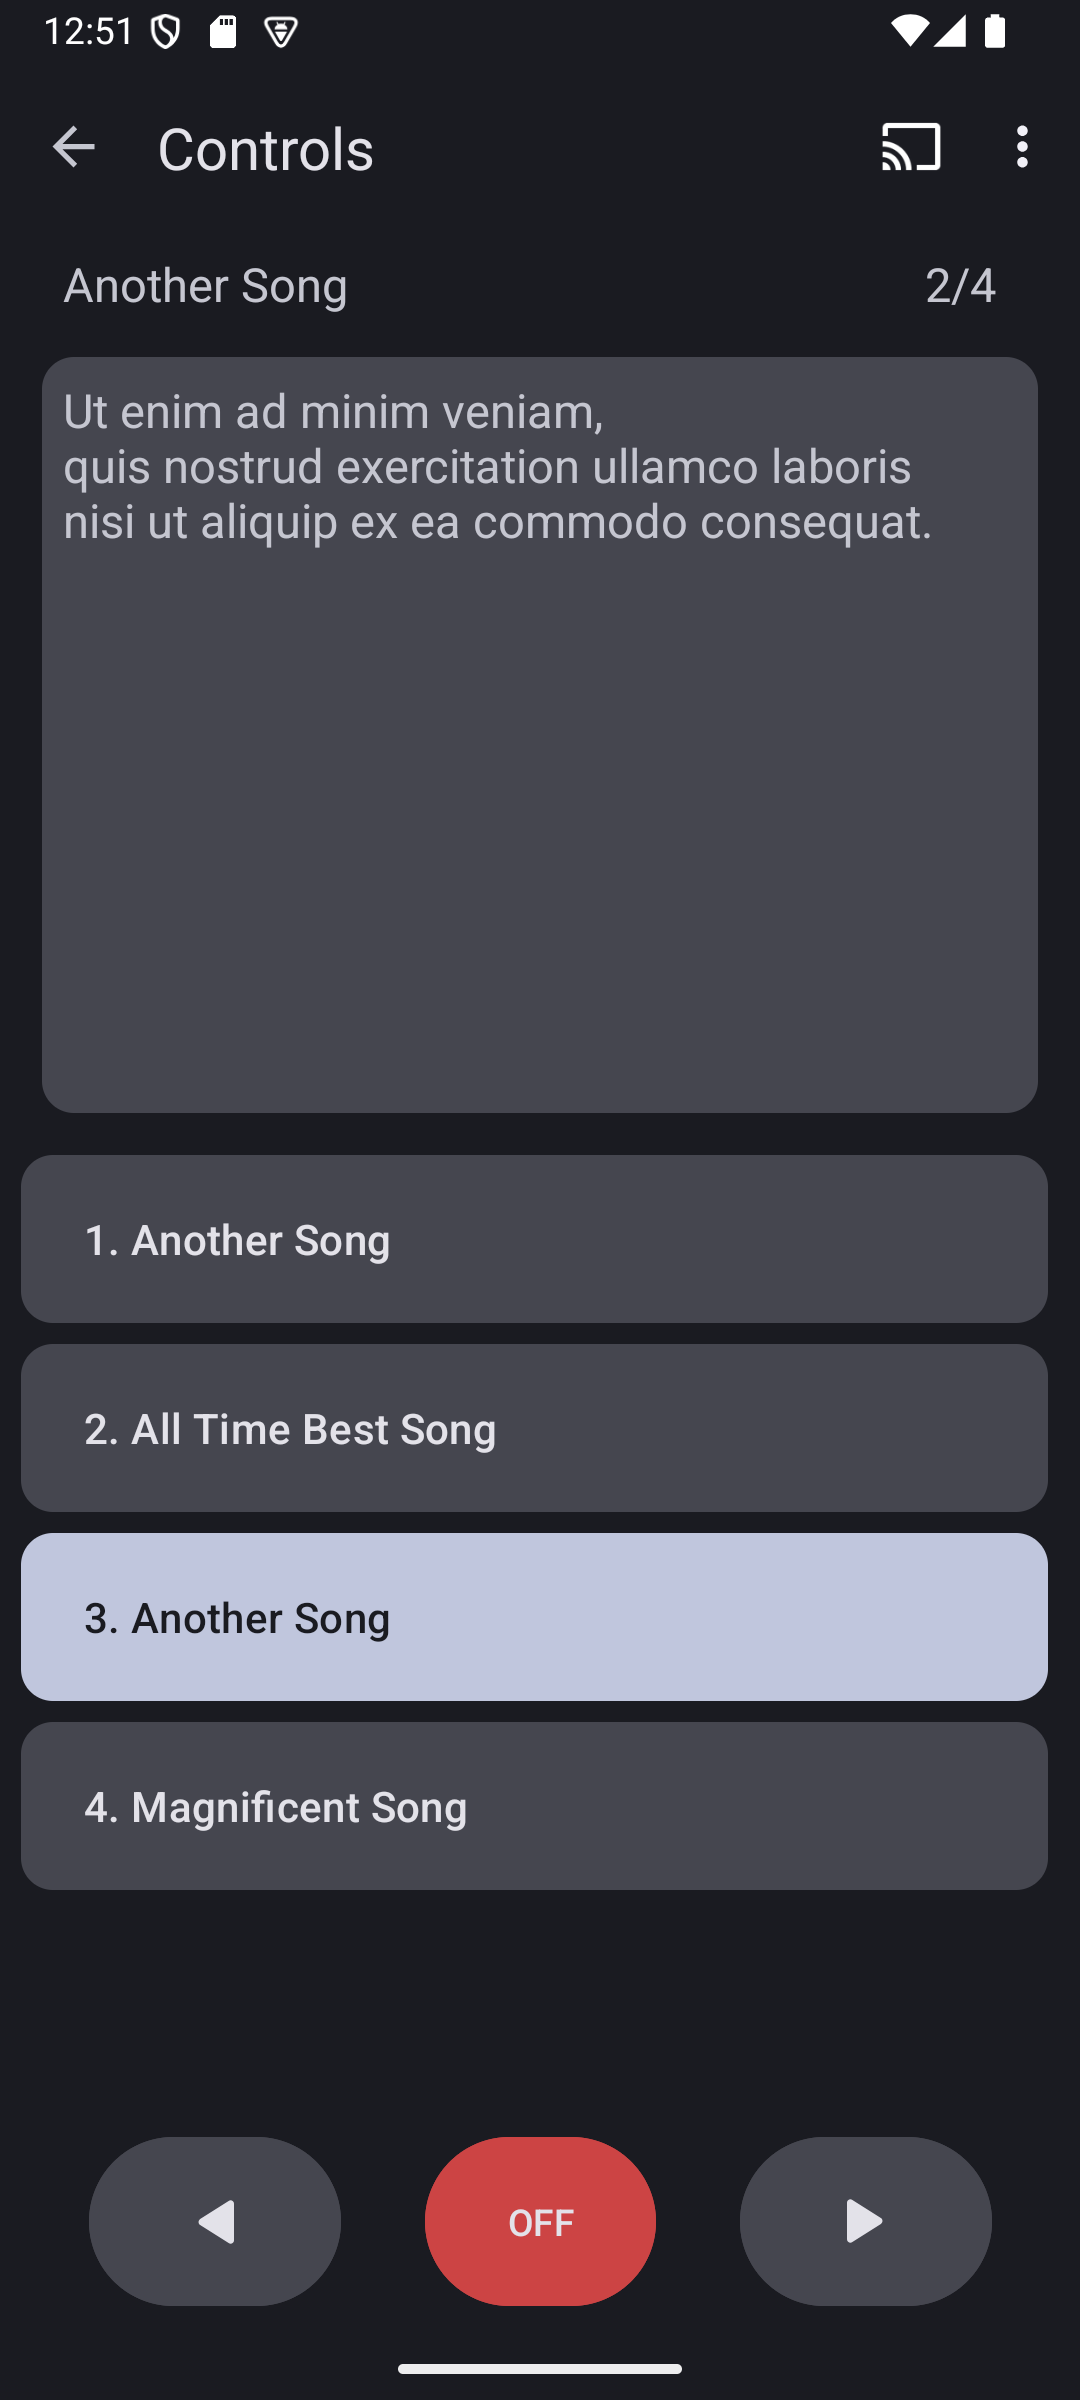 12:51
Controls
Another Song
2/4
Ut enim ad minim veniam,
quis nostrud exercitation ullamco laboris
nisi ut aliquip ex ea commodo consequat.
1. Another Song
2. All Time Best Song
3. Another Song
4. Magnificent Song
OFF